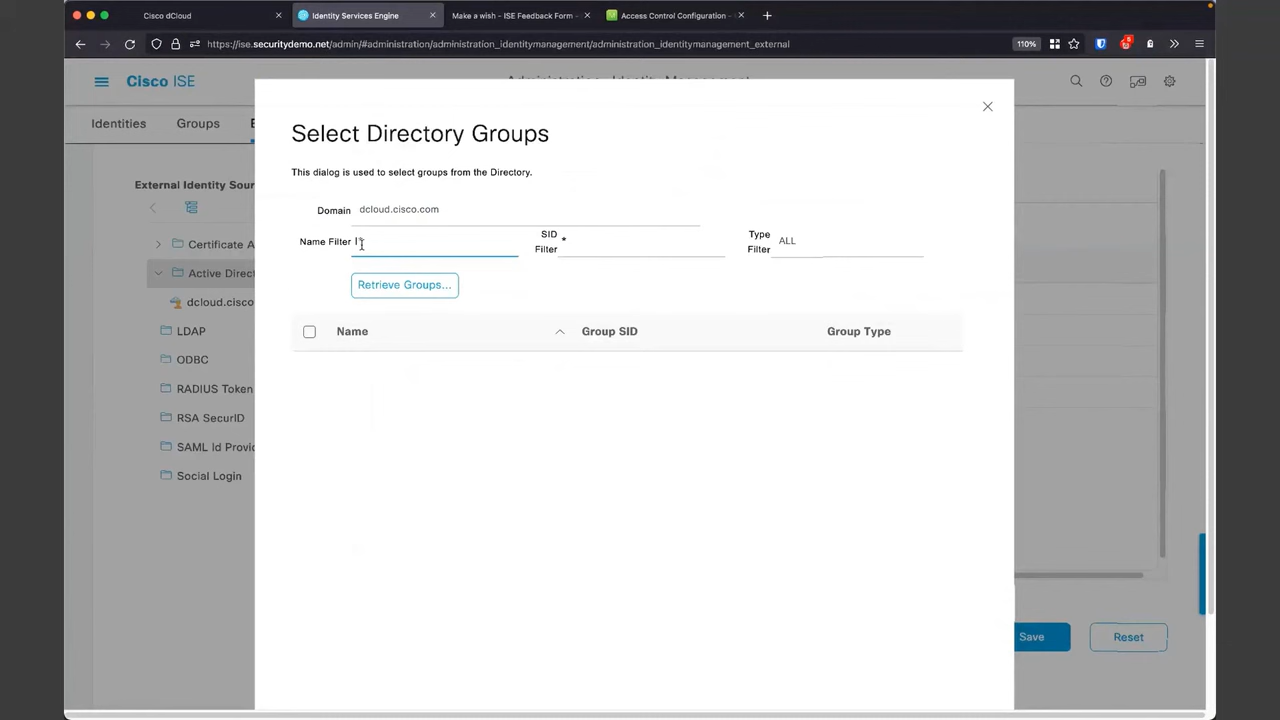 Cisco dCloud
Identity Services Engine
Make a wish – ISE Feedback Form -
Access Control Configuration -
https://ise.securitydemo.net/admin/#administration/administration_identitymanagement/administration_identitymanagement_external
110%
Cisco ISE
Identities
Groups
Select Directory Groups
This dialog is used to select groups from the Directory.
Domain dcloud.cisco.com
Name Filter
SID Filter *
Type Filter ALL
Retrieve Groups...
Name
Group SID
Group Type
External Identity Sour
Certificate A
Active Direct
dcloud.cisco
LDAP
ODBC
RADIUS Token
RSA SecurID
SAML Id Provid
Social Login
Save
Reset